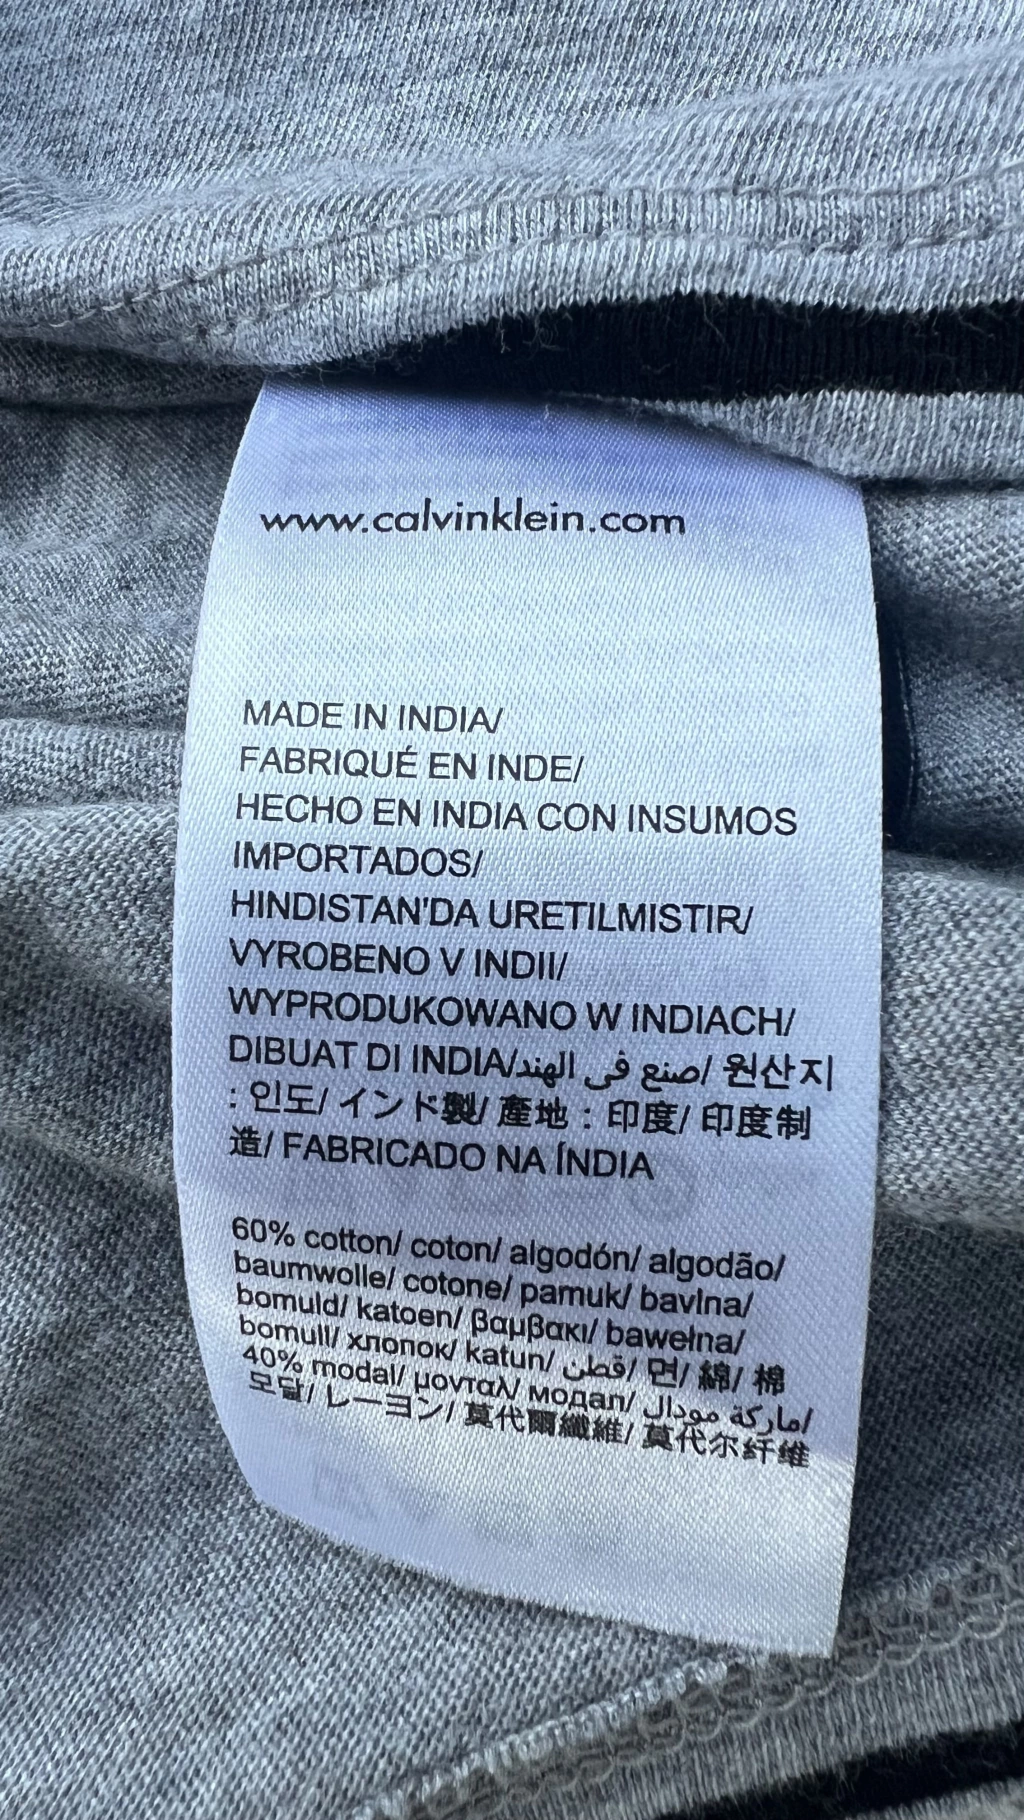 www.calvinklein.com
MADE IN INDIA/
FABRIQUÉ EN INDE/
HECHO EN INDIA CON INSUMOS
IMPORTADOS/
HINDISTAN'DA URETILMISTIR/
VYROBENO V INDII/
WYPRODUKOWANO W INDIACH/
DIBUAT DI INDIA/صنع في الهند/ 원산지
: 인도/ インド製/ 產地：印度/ 印度制
造/ FABRICADO NA ÍNDIA
60% cotton/ coton/ algodón/ algodão/
baumwolle/ cotone/ pamuk/ bavlna/
bomuld/ katoen/ βαμβακι/ bawełna/
bomull/ хлопок/ katun/ قطن/ 면/ 綿/ 棉
40% modal/ μονταλ/ модал/ ماركة مودال/
모달/ レーヨン/ 莫代爾纖維/ 莫代尔纤维